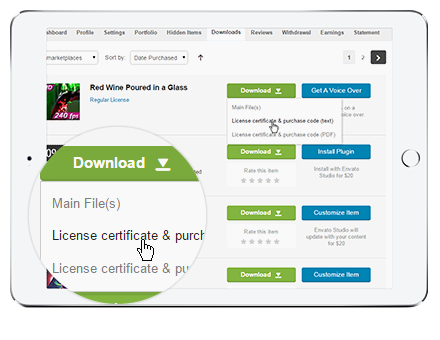 ashboard Profile Settings Portfolio Hidden Items Downloads Reviews Withdrawal Earnings Statement
marketplaces Sort by: Date Purchased 1 2
Red Wine Poured in a Glass
Regular License
240 fps
Download
Get A Voice Over
Main File(s)
License certificate & purchase code (text)
License certificate & purchase code (PDF)
on a
voice over
Download
Install Plugin
Rate this item
Install with Envato
Studio for $20
Download
Customize Item
Rate this item
Envato Studio will
update with your content
for $20
Download
Customize Item
Download
Main File(s)
License certificate & purch
License certificate & pu